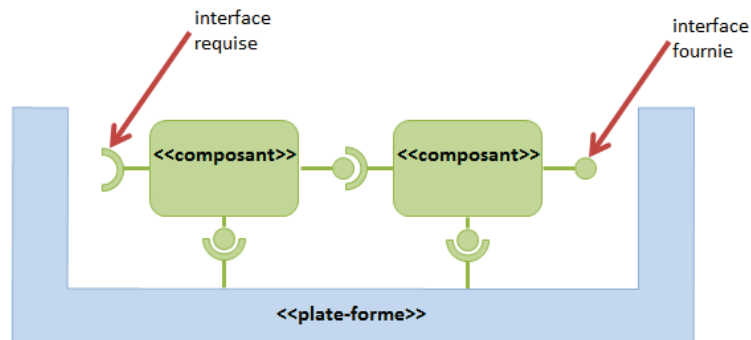 interface
requise
interface
fournie
<<composant>>
<<composant>>
<<plate-forme>>